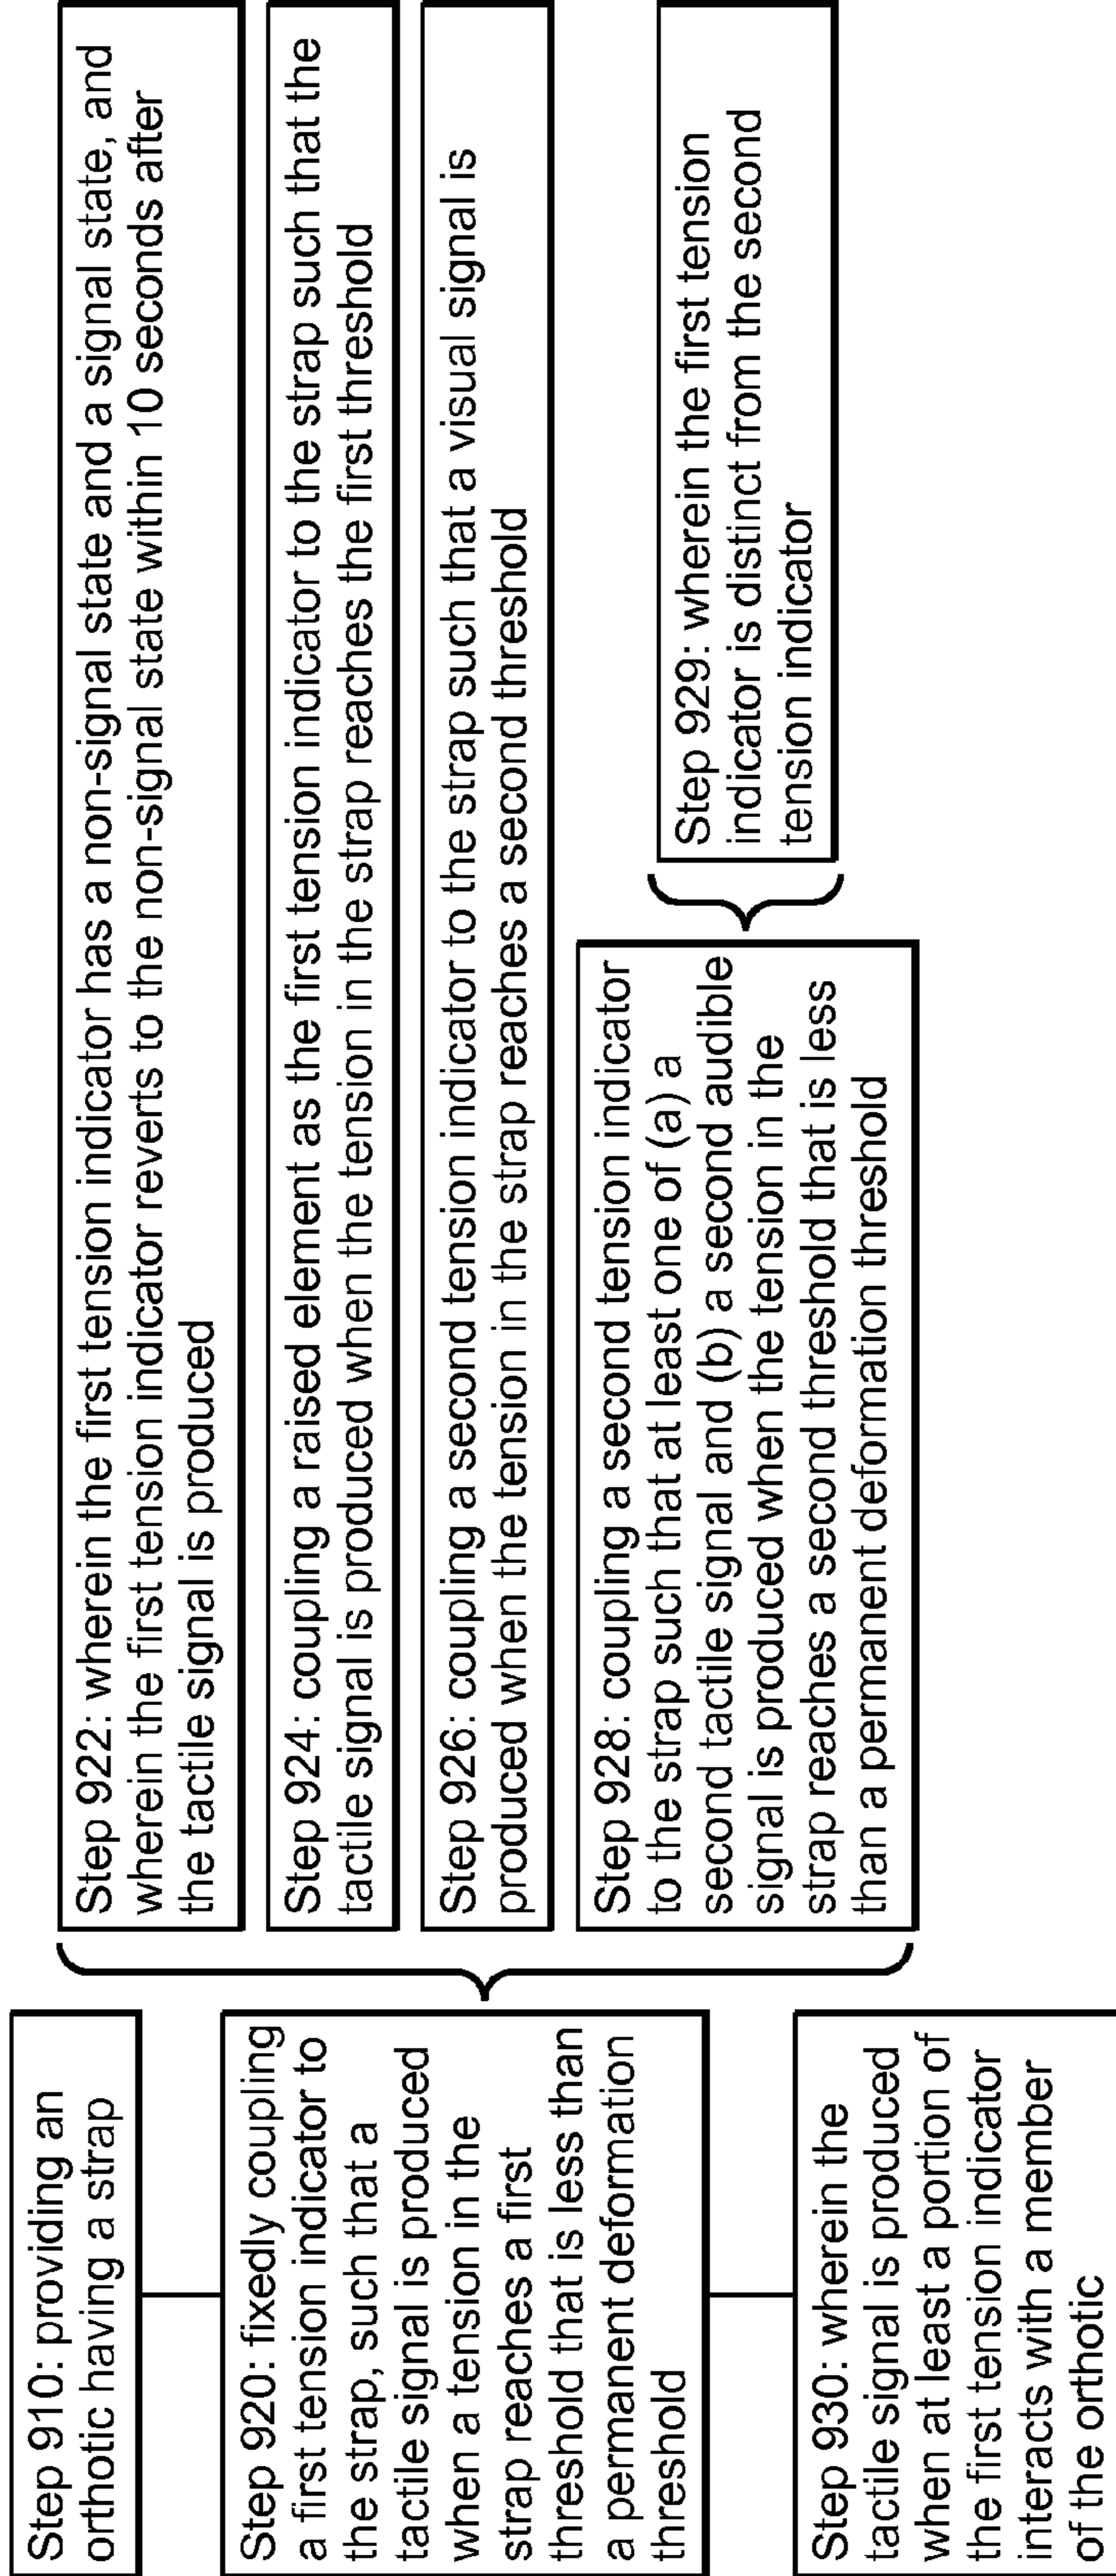 Step 910: providing an
orthotic having a strap
Step 920: fixedly coupling
a first tension indicator to
the strap, such that a
tactile signal is produced
when a tension in the
strap reaches a first
threshold that is less than
a permanent deformation
threshold
Step 930: wherein the
tactile signal is produced
when at least a portion of
the first tension indicator
interacts with a member
of the orthotic
Step 922: wherein the first tension indicator has a non-signal state and a signal state, and
wherein the first tension indicator reverts to the non-signal state within 10 seconds after
the tactile signal is produced
Step 924: coupling a raised element as the first tension indicator to the strap such that the
tactile signal is produced when the tension in the strap reaches the first threshold
Step 926: coupling a second tension indicator to the strap such that a visual signal is
produced when the tension in the strap reaches a second threshold
Step 928: coupling a second tension indicator
to the strap such that at least one of (a) a
second tactile signal and (b) a second audible
signal is produced when the tension in the
strap reaches a second threshold that is less
than a permanent deformation threshold
Step 929: wherein the first tension
indicator is distinct from the second
tension indicator